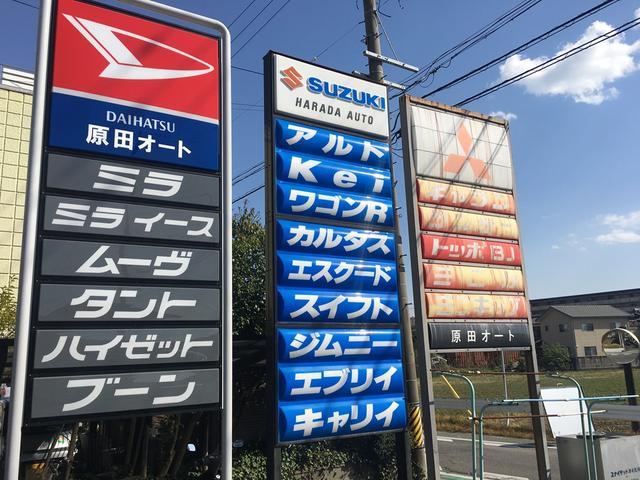 DAIHATSU
原田オート
ミラ
ミライース
ムーヴ
タント
ハイゼット
ブーン
SUZUKI
HARADA AUTO
アルト
Kei
ワゴンR
カルタス
エスクード
スイフト
ジムニー
エブリイ
キャリイ
トッポBJ
原田オート